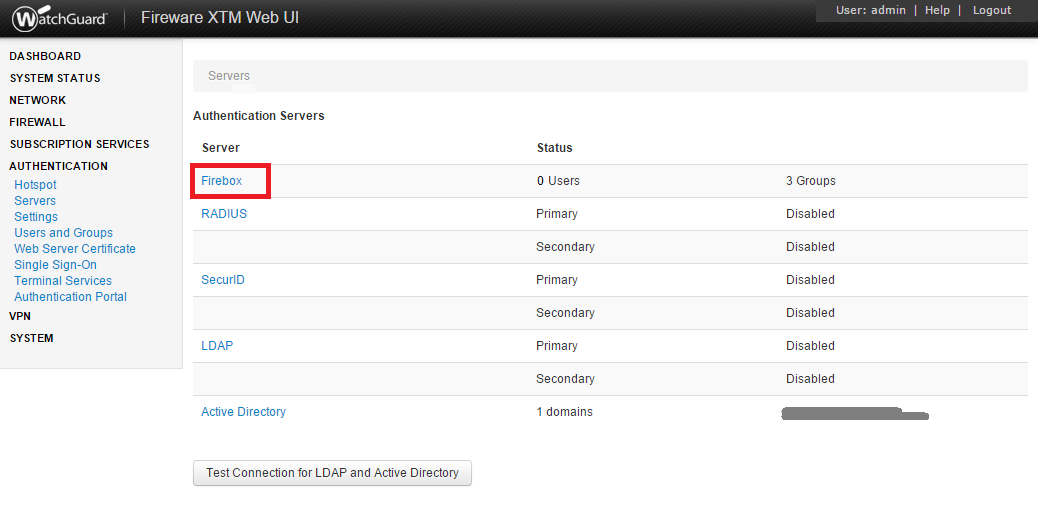 WatchGuard Fireware XTM Web UI User: admin | Help | Logout
DASHBOARD
SYSTEM STATUS
NETWORK
FIREWALL
SUBSCRIPTION SERVICES
AUTHENTICATION
Hotspot
Servers
Settings
Users and Groups
Web Server Certificate
Single Sign-On
Terminal Services
Authentication Portal
VPN
SYSTEM
Servers
Authentication Servers
Server Status
Firebox 0 Users 3 Groups
RADIUS Primary Disabled
Secondary Disabled
SecurID Primary Disabled
Secondary Disabled
LDAP Primary Disabled
Secondary Disabled
Active Directory 1 domains
Test Connection for LDAP and Active Directory